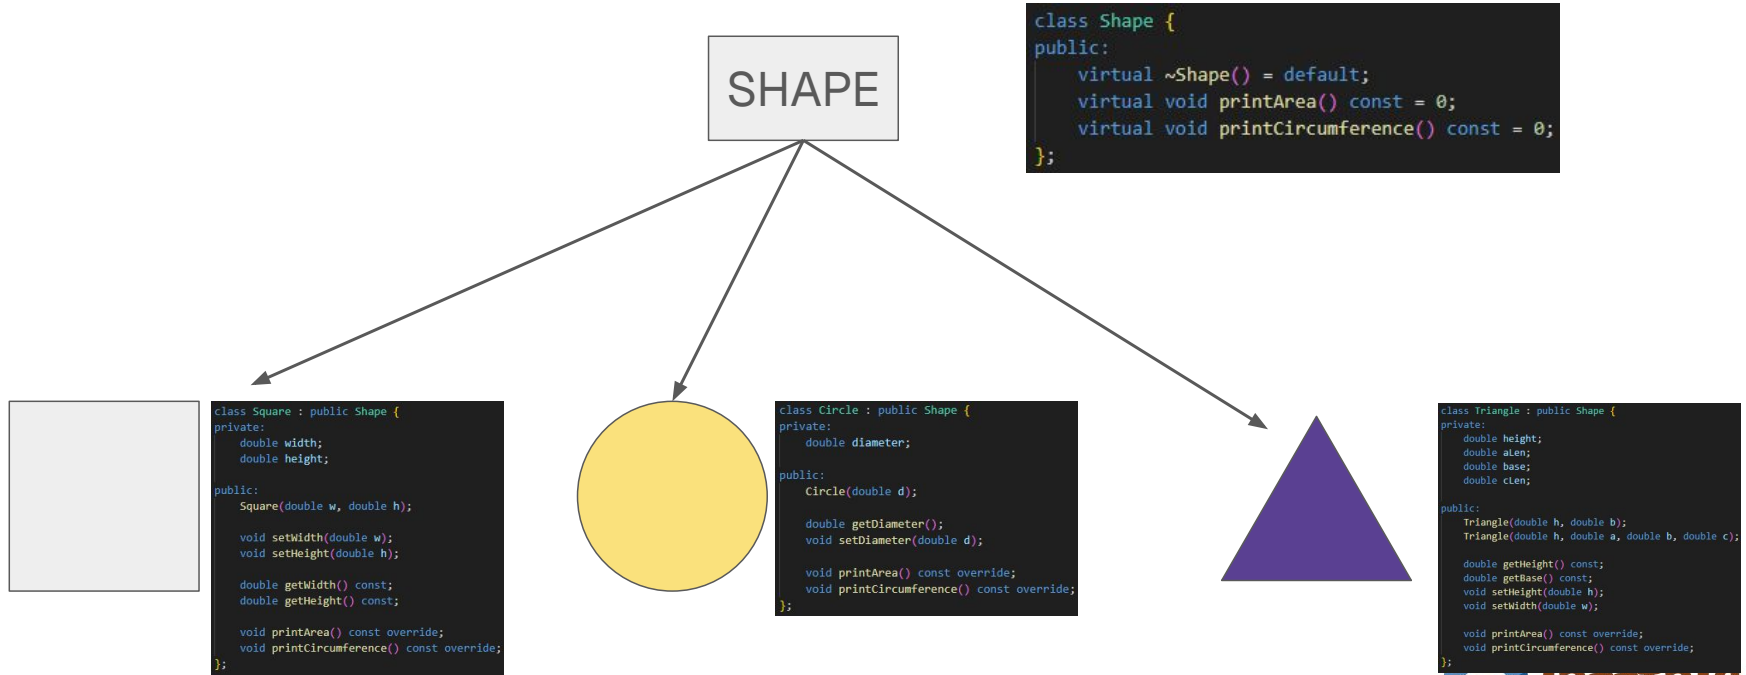 SHAPE
class Shape {
public:
    virtual ~Shape() = default;
    virtual void printArea() const = 0;
    virtual void printCircumference() const = 0;
};
class Square : public Shape {
private:
    double width;
    double height;
public:
    Square(double w, double h);
    void setWidth(double w);
    void setHeight(double h);
    double getWidth() const;
    double getHeight() const;
    void printArea() const override;
    void printCircumference() const override;
};
class Circle : public Shape {
private:
    double diameter;
public:
    Circle(double d);
    double getDiameter();
    void setDiameter(double d);
    void printArea() const override;
    void printCircumference() const override;
};
class Triangle : public Shape {
private:
    double height;
    double aLen;
    double base;
    double cLen;
public:
    Triangle(double h, double b);
    Triangle(double h, double a, double b, double c);
    double getHeight() const;
    double getBase() const;
    void setHeight(double h);
    void setWidth(double w);
    void printArea() const override;
    void printCircumference() const override;
};